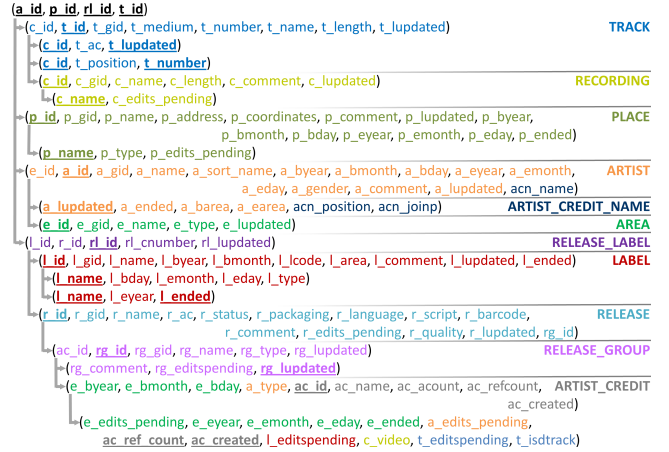 (a_id, p_id, rl_id, t_id)
(c_id, t_id, t_gid, t_medium, t_number, t_name, t_length, t_lupdated) TRACK
(c_id, t_ac, t_lupdated)
(c_id, t_position, t_number)
(c_id, c_gid, c_name, c_length, c_comment, c_lupdated) RECORDING
(c_name, c_edits_pending)
(p_id, p_gid, p_name, p_address, p_coordinates, p_comment, p_lupdated, p_byear, PLACE
p_bmonth, p_bday, p_eyear, p_emonth, p_eday, p_ended)
(p_name, p_type, p_edits_pending)
(e_id, a_id, a_gid, a_name, a_sort_name, a_byear, a_bmonth, a_bday, a_eyear, a_emonth, ARTIST
a_eday, a_gender, a_comment, a_lupdated, acn_name)
(a_lupdated, a_ended, a_barea, a_earea, acn_position, acn_joinp) ARTIST_CREDIT_NAME
(e_id, e_gid, e_name, e_type, e_lupdated) AREA
(l_id, r_id, rl_id, rl_cnumber, rl_lupdated) RELEASE_LABEL
(l_id, l_gid, l_name, l_byear, l_bmonth, l_lcode, l_area, l_comment, l_lupdated, l_ended) LABEL
(l_name, l_bday, l_emonth, l_eday, l_type)
(l_name, l_eyear, l_ended)
(r_id, r_gid, r_name, r_ac, r_status, r_packaging, r_language, r_script, r_barcode, RELEASE
r_comment, r_edits_pending, r_quality, r_lupdated, rg_id)
(ac_id, rg_id, rg_gid, rg_name, rg_type, rg_lupdated) RELEASE_GROUP
(rg_comment, rg_editspending, rg_lupdated)
(e_byear, e_bmonth, e_bday, a_type, ac_id, ac_name, ac_acount, ac_refcount, ARTIST_CREDIT
ac_created)
(e_edits_pending, e_eyear, e_emonth, e_eday, e_ended, a_edits_pending,
ac_ref_count, ac_created, l_editspending, c_video, t_editspending, t_isdtrack)